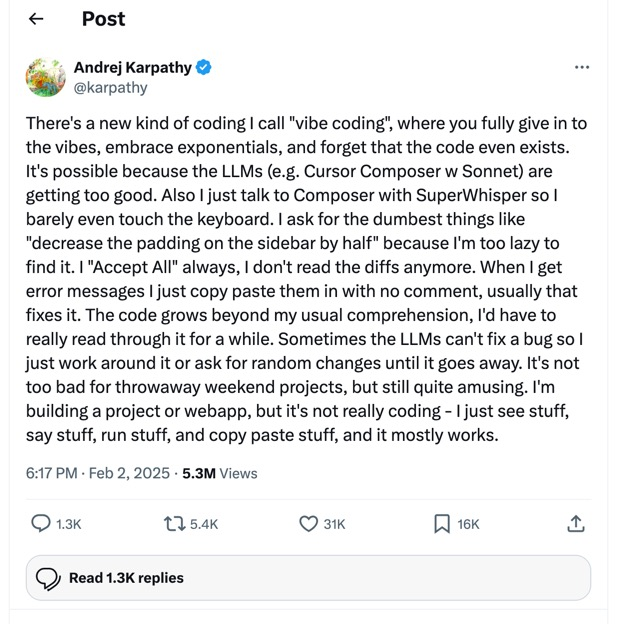 Post
Andrej Karpathy
@karpathy
There's a new kind of coding I call "vibe coding", where you fully give in to
the vibes, embrace exponentials, and forget that the code even exists.
It's possible because the LLMs (e.g. Cursor Composer w Sonnet) are
getting too good. Also I just talk to Composer with SuperWhisper so I
barely even touch the keyboard. I ask for the dumbest things like
"decrease the padding on the sidebar by half" because I'm too lazy to
find it. I "Accept All" always, I don't read the diffs anymore. When I get
error messages I just copy paste them in with no comment, usually that
fixes it. The code grows beyond my usual comprehension, I'd have to
really read through it for a while. Sometimes the LLMs can't fix a bug so I
just work around it or ask for random changes until it goes away. It's not
too bad for throwaway weekend projects, but still quite amusing. I'm
building a project or webapp, but it's not really coding - I just see stuff,
say stuff, run stuff, and copy paste stuff, and it mostly works.
6:17 PM · Feb 2, 2025 · 5.3M Views
1.3K 5.4K 31K 16K
Read 1.3K replies